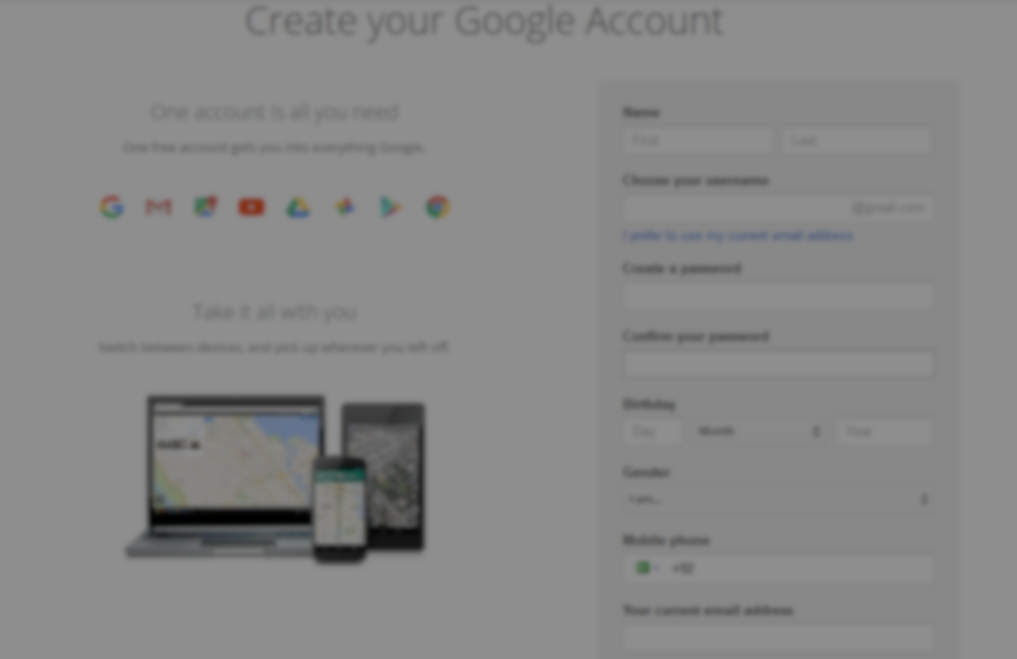 Create your Google Account
One account is all you need
One free account gets you into everything Google.
Take it all with you
Switch between devices, and pick up wherever you left off.
Name
First Last
Choose your username
@gmail.com
I prefer to use my current email address
Create a password
Confirm your password
Birthday
Day Month Year
Gender
I am...
Mobile phone
+92
Your current email address